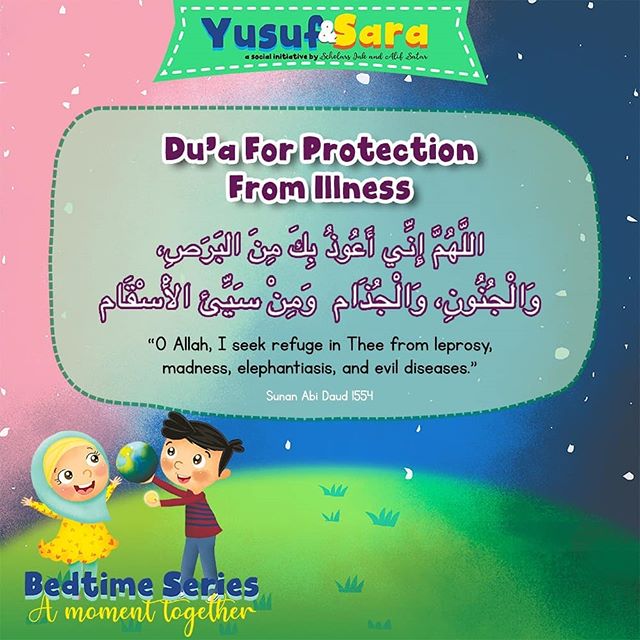 Yusuf&Sara
a social initiative by Scholars Ink and Alif Satar
Du'a For Protection
From Illness
اللَّهُمَّ إِنِّي أَعُوذُ بِكَ مِنَ البَرَصِ،
وَالْجُنُونِ، وَالْجُذَامِ وَمِنْ سَيِّئِ الأَسْقَامِ
“O Allah, I seek refuge in Thee from leprosy,
madness, elephantiasis, and evil diseases.”
Sunan Abi Daud 1554
Bedtime Series
A moment together